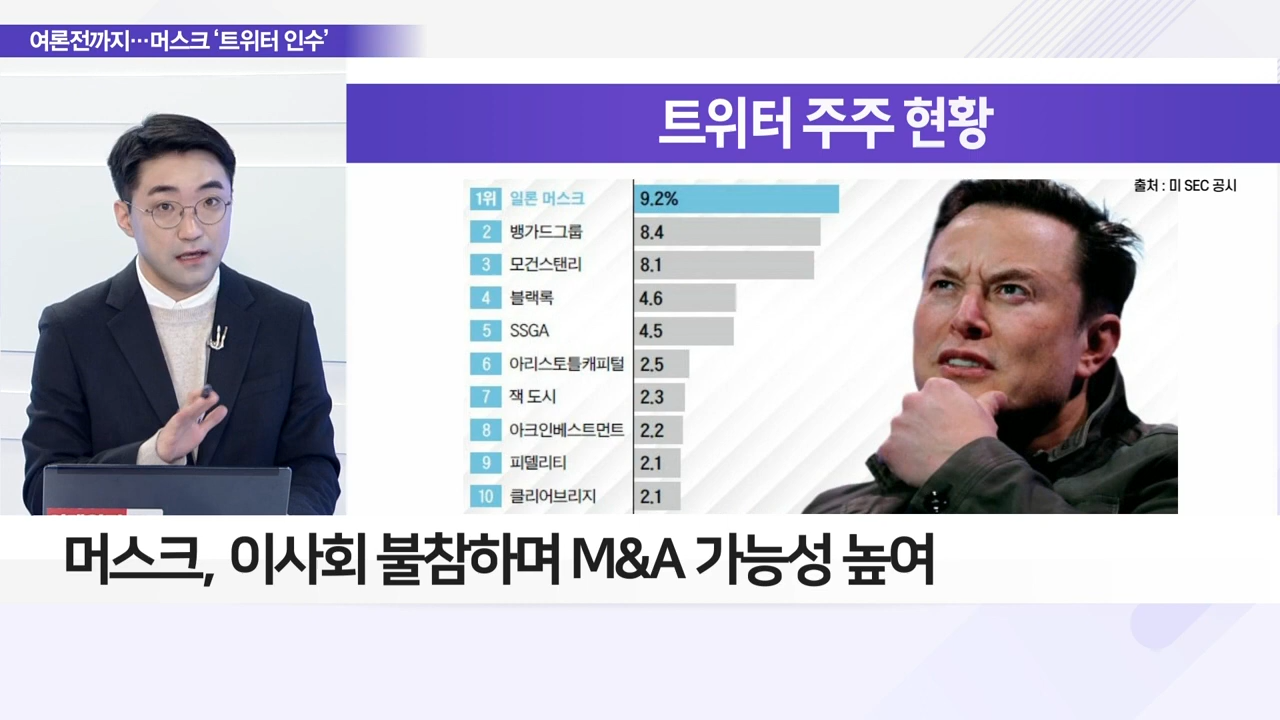 여론전까지…머스크 ‘트위터 인수’
트위터 주주 현황
출처 : 미 SEC 공시
1위 일론 머스크 9.2%
2 뱅가드그룹 8.4
3 모건스탠리 8.1
4 블랙록 4.6
5 SSGA 4.5
6 아리스토틀캐피털 2.5
7 잭 도시 2.3
8 아크인베스트먼트 2.2
9 피델리티 2.1
10 클리어브리지 2.1
머스크, 이사회 불참하며 M&A 가능성 높여